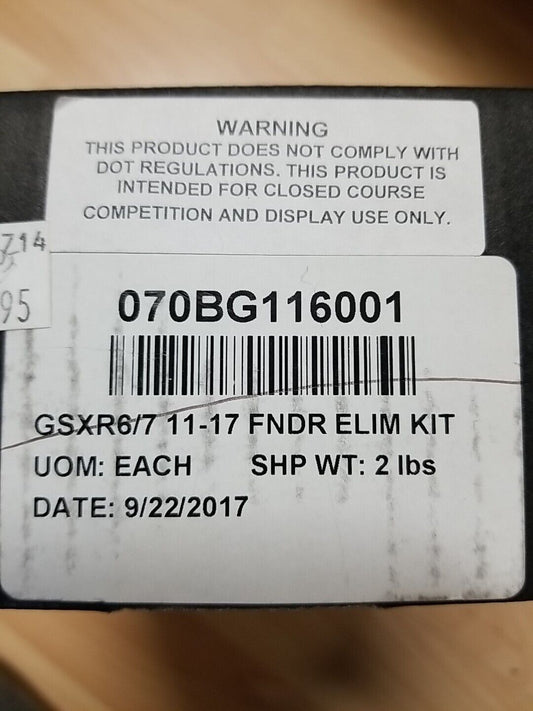 WARNING
THIS PRODUCT DOES NOT COMPLY WITH
DOT REGULATIONS. THIS PRODUCT IS
INTENDED FOR CLOSED COURSE
COMPETITION AND DISPLAY USE ONLY.
714
95
070BG116001
GSXR6/7 11-17 FNDR ELIM KIT
UOM: EACH SHP WT: 2 lbs
DATE: 9/22/2017